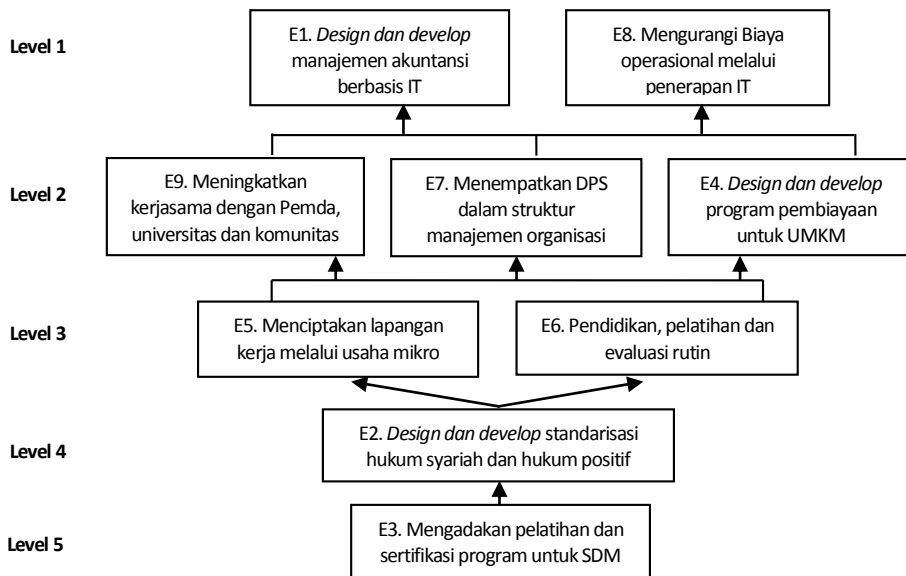 Level 1
E1. Design dan develop
manajemen akuntansi
berbasis IT
E8. Mengurangi Biaya
operasional melalui
penerapan IT
Level 2
E9. Meningkatkan
kerjasama dengan Pemda,
universitas dan komunitas
E7. Menempatkan DPS
dalam struktur
manajemen organisasi
E4. Design dan develop
program pembiayaan
untuk UMKM
Level 3
E5. Menciptakan lapangan
kerja melalui usaha mikro
E6. Pendidikan, pelatihan dan
evaluasi rutin
Level 4
E2. Design dan develop standarisasi
hukum syariah dan hukum positif
Level 5
E3. Mengadakan pelatihan dan
sertifikasi program untuk SDM